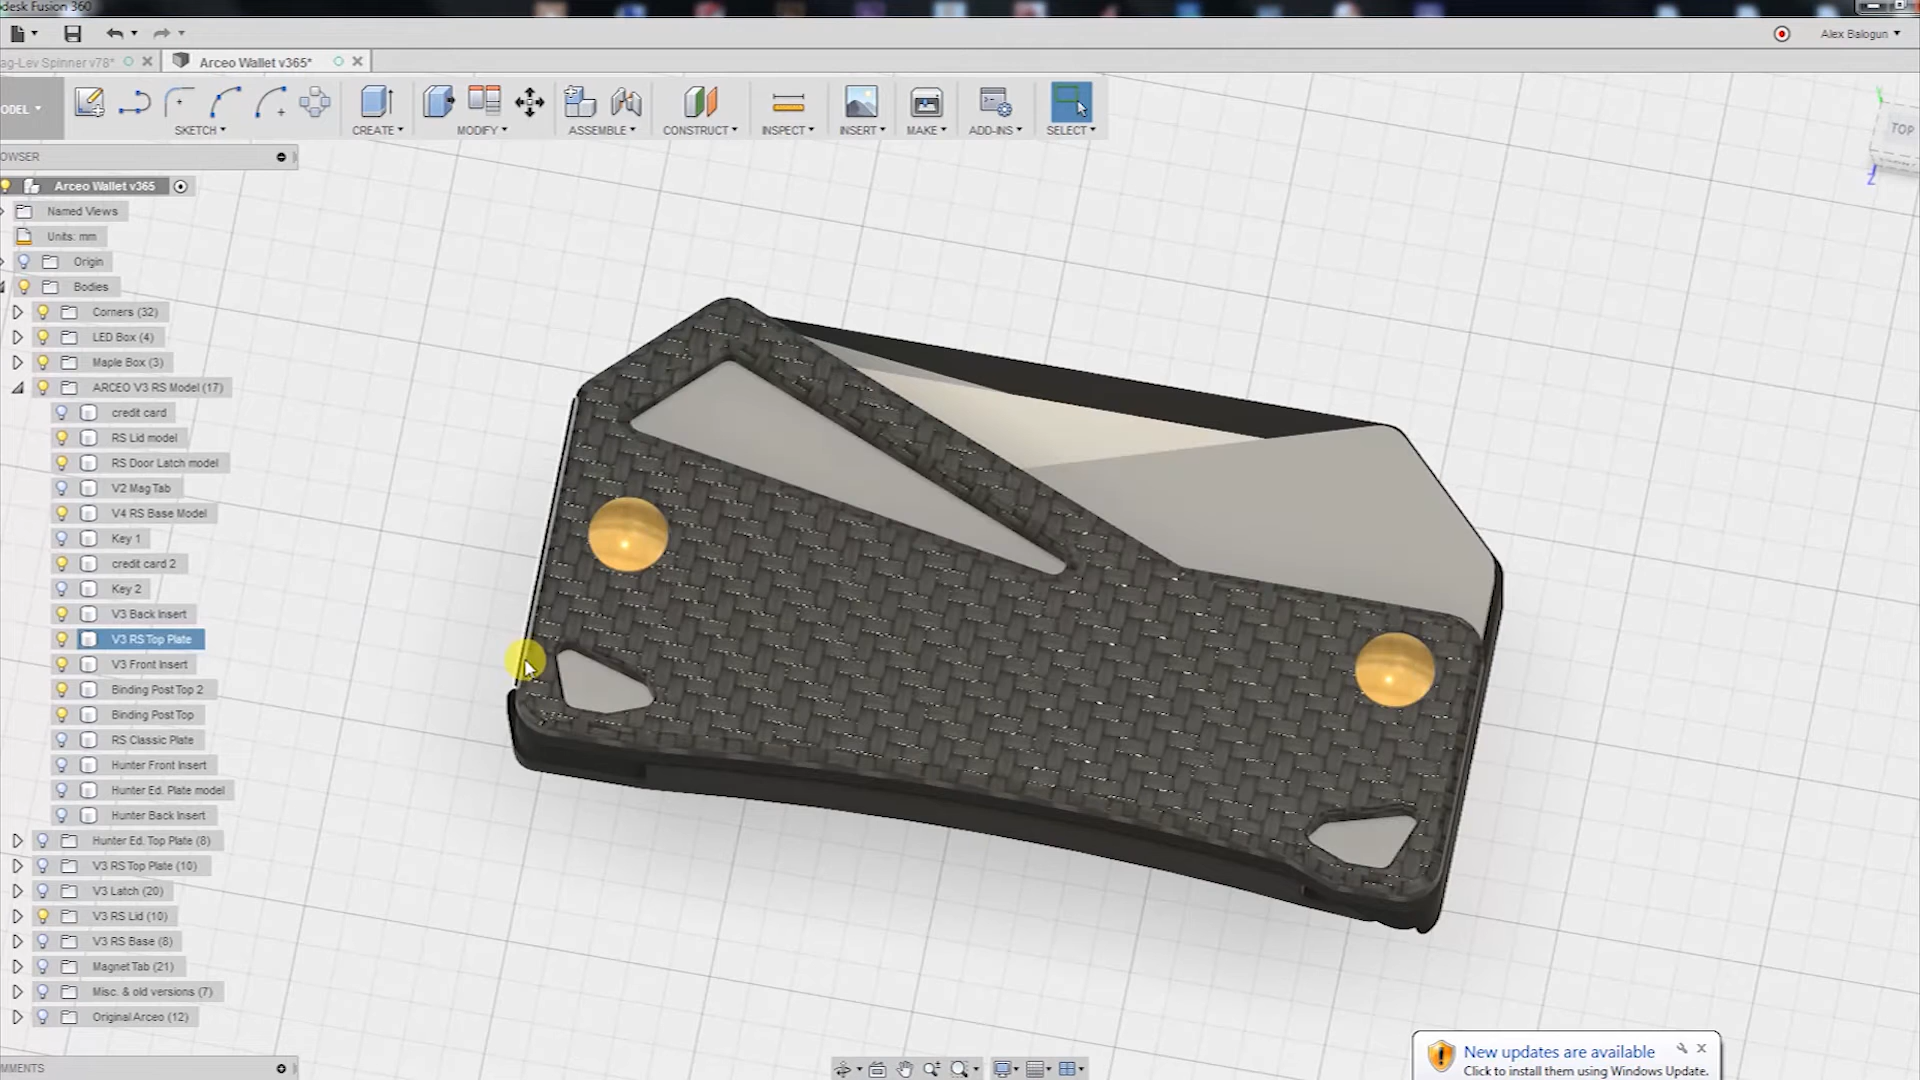 desk Fusion 360
Alex Balogun
ag-Lev Spinner v78*
Arceo Wallet v365*
ODEL
SKETCH
CREATE
MODIFY
ASSEMBLE
CONSTRUCT
INSPECT
INSERT
MAKE
ADD-INS
SELECT
TOP
Z
OWSER
Arceo Wallet v365
Named Views
Units: mm
Origin
Bodies
Corners (32)
LED Box (4)
Maple Box (3)
ARCEO V3 RS Model (17)
credit card
RS Lid model
RS Door Latch model
V2 Mag Tab
V4 RS Base Model
Key 1
credit card 2
Key 2
V3 Back Insert
V3 RS Top Plate
V3 Front Insert
Binding Post Top 2
Binding Post Top
RS Classic Plate
Hunter Front Insert
Hunter Ed. Plate model
Hunter Back Insert
Hunter Ed. Top Plate (8)
V3 RS Top Plate (10)
V3 Latch (20)
V3 RS Lid (10)
V3 RS Base (8)
Magnet Tab (21)
Misc. & old versions (7)
Original Arceo (12)
MMENTS
New updates are available
Click to install them using Windows Update.